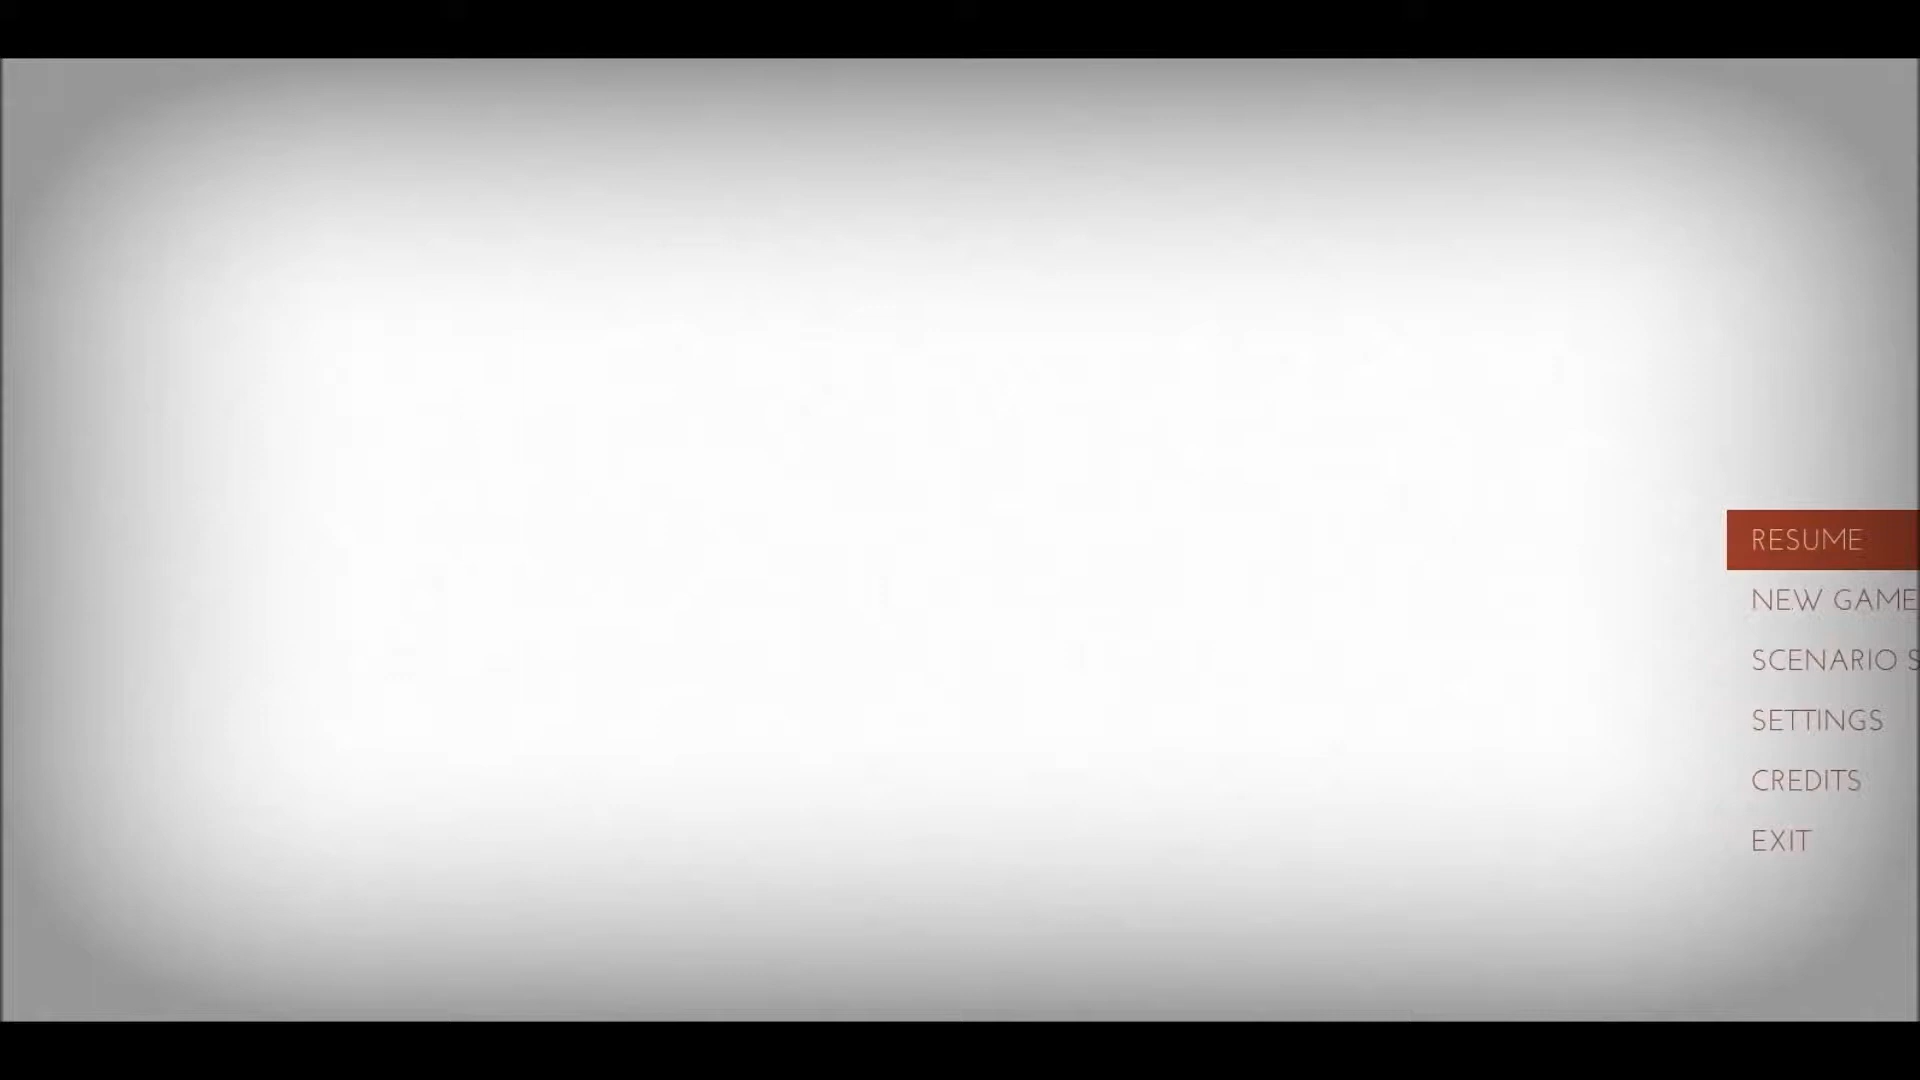 RESUME
NEW GAME
SCENARIO S
SETTINGS
CREDITS
EXIT